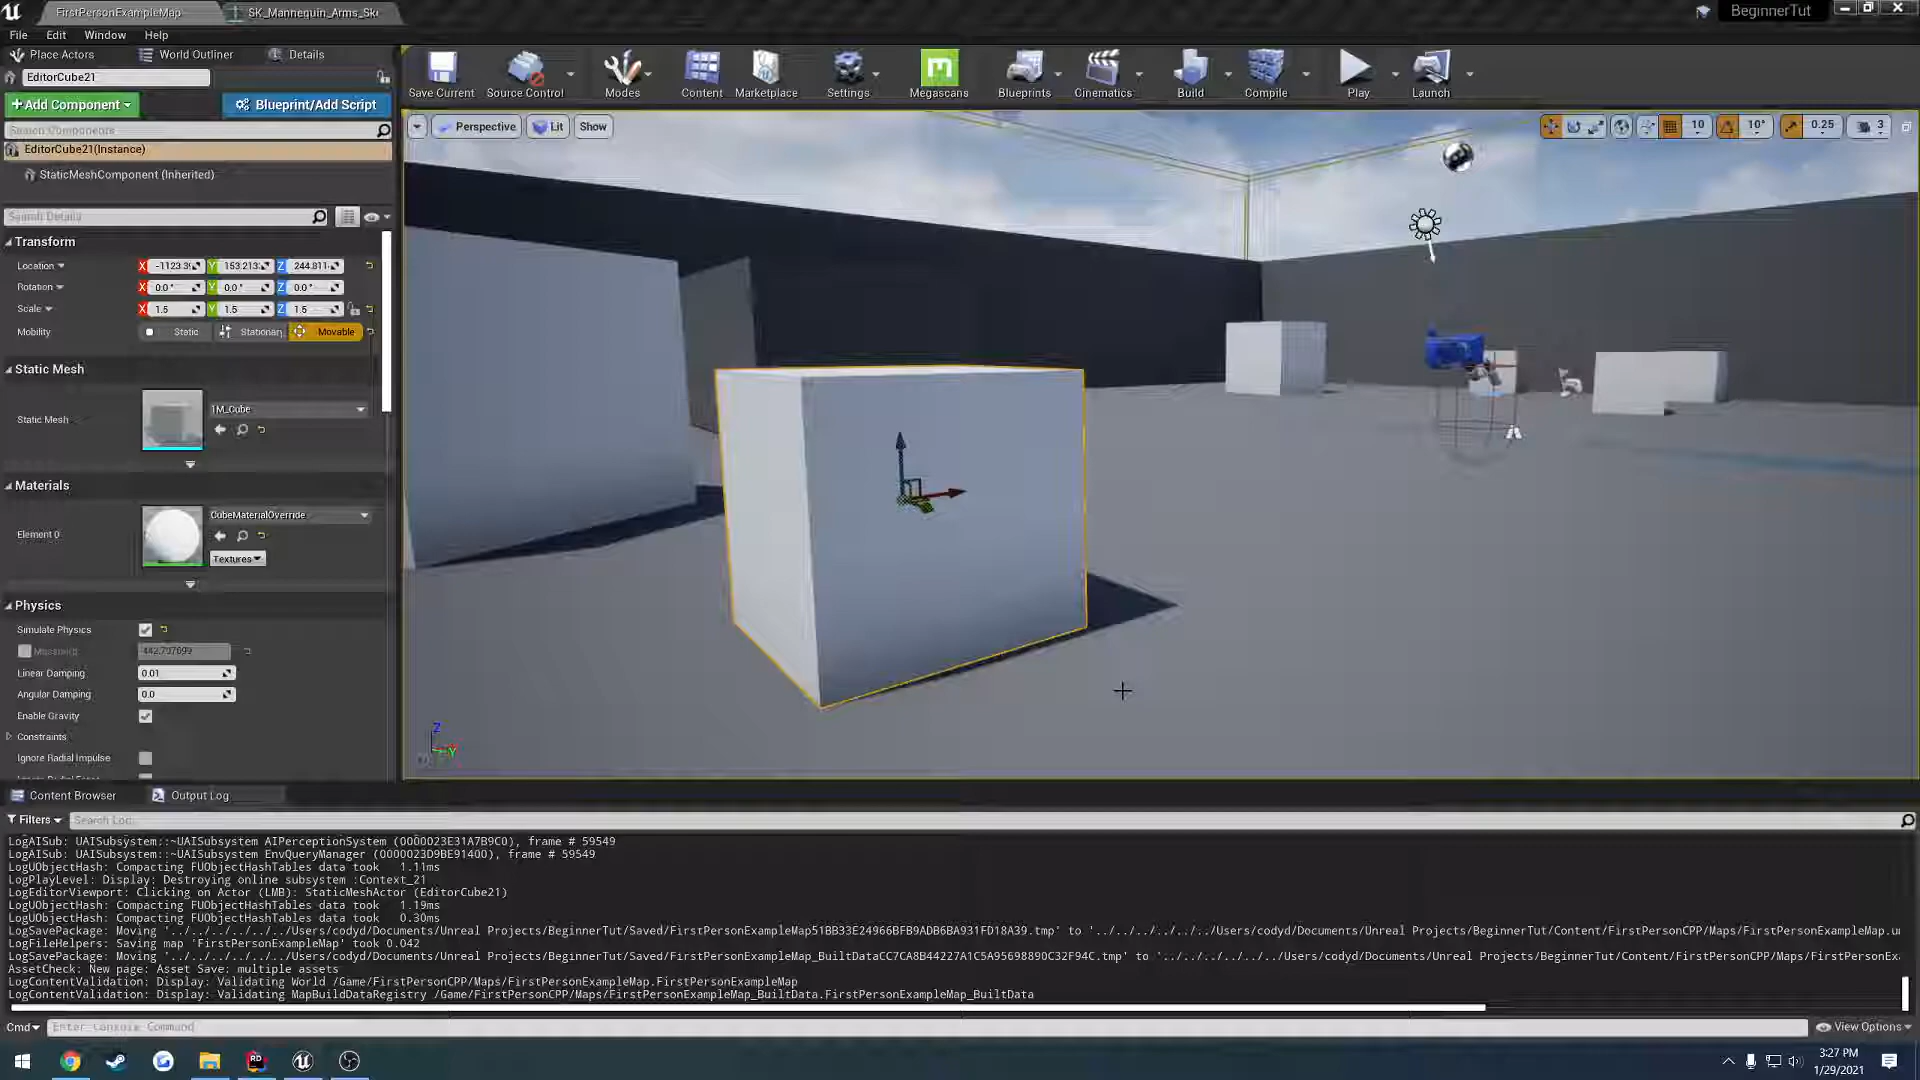 FirstPersonExampleMap
SK_Mannequin_Arms_Ske
BeginnerTut
File Edit Window Help
Place Actors World Outliner Details
EditorCube21
+Add Component
Blueprint/Add Script
Search Components
EditorCube21(Instance)
StaticMeshComponent (Inherited)
Search Details
Transform
Location X -1123.39 Y 153.213 Z 244.811
Rotation X 0.0° Y 0.0° Z 0.0°
Scale X 1.5 Y 1.5 Z 1.5
Mobility Static Stationary Movable
Static Mesh
Static Mesh 1M_Cube
Materials
Element 0 CubeMaterialOverride
Textures
Physics
Simulate Physics
442.707099
Linear Damping 0.01
Angular Damping 0.0
Enable Gravity
Constraints
Ignore Radial Impulse
Save Current Source Control Modes Content Marketplace Settings Megascans Blueprints Cinematics Build Compile Play Launch
Perspective Lit Show
10 10° 0.25 3
Z
Y
Content Browser Output Log
Filters Search Log
LogAISub: UAISubsystem::~UAISubsystem AIPerceptionSystem (0000023E31A7B9C0), frame # 59549
LogAISub: UAISubsystem::~UAISubsystem EnvQueryManager (0000023D9BE91400), frame # 59549
LogUObjectHash: Compacting FUObjectHashTables data took 1.11ms
LogPlayLevel: Display: Destroying online subsystem :Context_21
LogEditorViewport: Clicking on Actor (LMB): StaticMeshActor (EditorCube21)
LogUObjectHash: Compacting FUObjectHashTables data took 1.19ms
LogUObjectHash: Compacting FUObjectHashTables data took 0.30ms
LogSavePackage: Moving '../../../../../../Users/codyd/Documents/Unreal Projects/BeginnerTut/Saved/FirstPersonExampleMap51BB33E24966BFB9ADB6BA931FD18A39.tmp' to '../../../../../../Users/codyd/Documents/Unreal Projects/BeginnerTut/Content/FirstPersonCPP/Maps/FirstPersonExampleMap.um
LogFileHelpers: Saving map 'FirstPersonExampleMap' took 0.042
LogSavePackage: Moving '../../../../../../Users/codyd/Documents/Unreal Projects/BeginnerTut/Saved/FirstPersonExampleMap_BuiltDataCC7CA8B44227A1C5A95698890C32F94C.tmp' to '../../../../../../Users/codyd/Documents/Unreal Projects/BeginnerTut/Content/FirstPersonCPP/Maps/FirstPersonExa
AssetCheck: New page: Asset Save: multiple assets
LogContentValidation: Display: Validating World /Game/FirstPersonCPP/Maps/FirstPersonExampleMap.FirstPersonExampleMap
LogContentValidation: Display: Validating MapBuildDataRegistry /Game/FirstPersonCPP/Maps/FirstPersonExampleMap_BuiltData.FirstPersonExampleMap_BuiltData
Cmd Enter Console Command
View Options
3:27 PM
1/29/2021